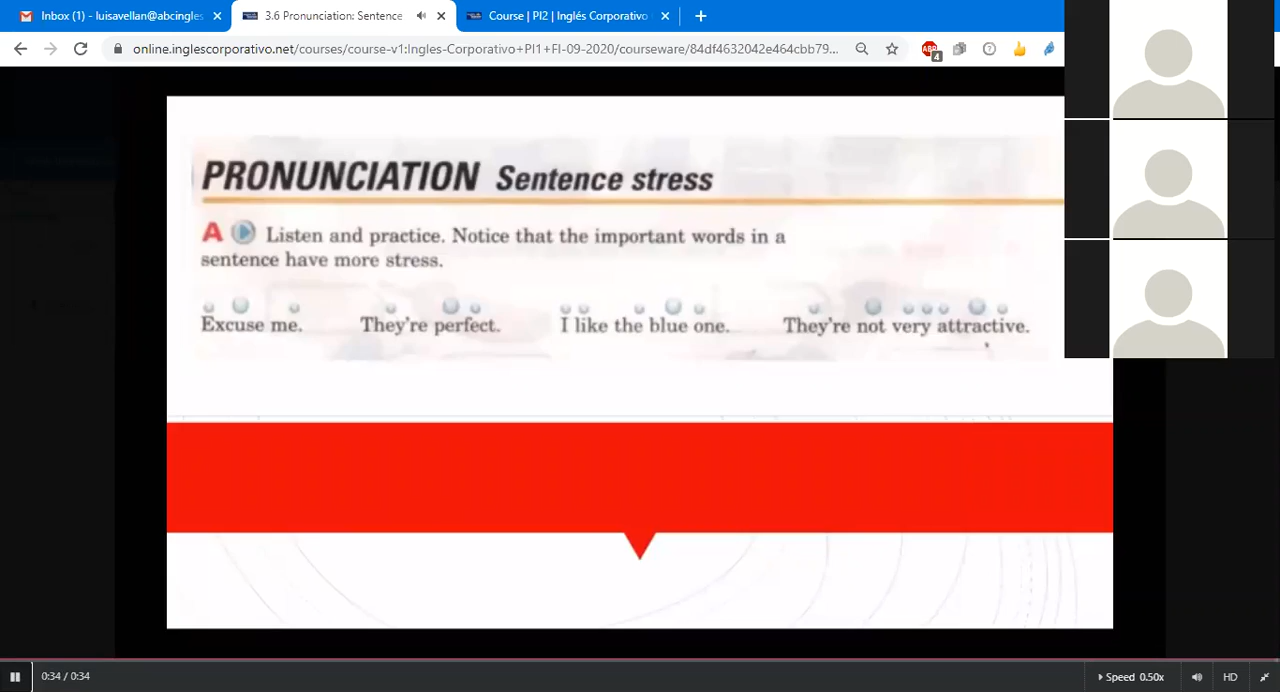 Inbox (1) - luisavellan@abcingles
3.6 Pronunciation: Sentence
Course | PI2 | Inglés Corporativo
online.inglescorporativo.net/courses/course-v1:Ingles-Corporativo+PI1+FI-09-2020/courseware/84df4632042e464cbb79...
ABP
4
PRONUNCIATION Sentence stress
A Listen and practice. Notice that the important words in a
sentence have more stress.
Excuse me. They're perfect. I like the blue one. They're not very attractive.
0:34 / 0:34
Speed 0.50x
HD